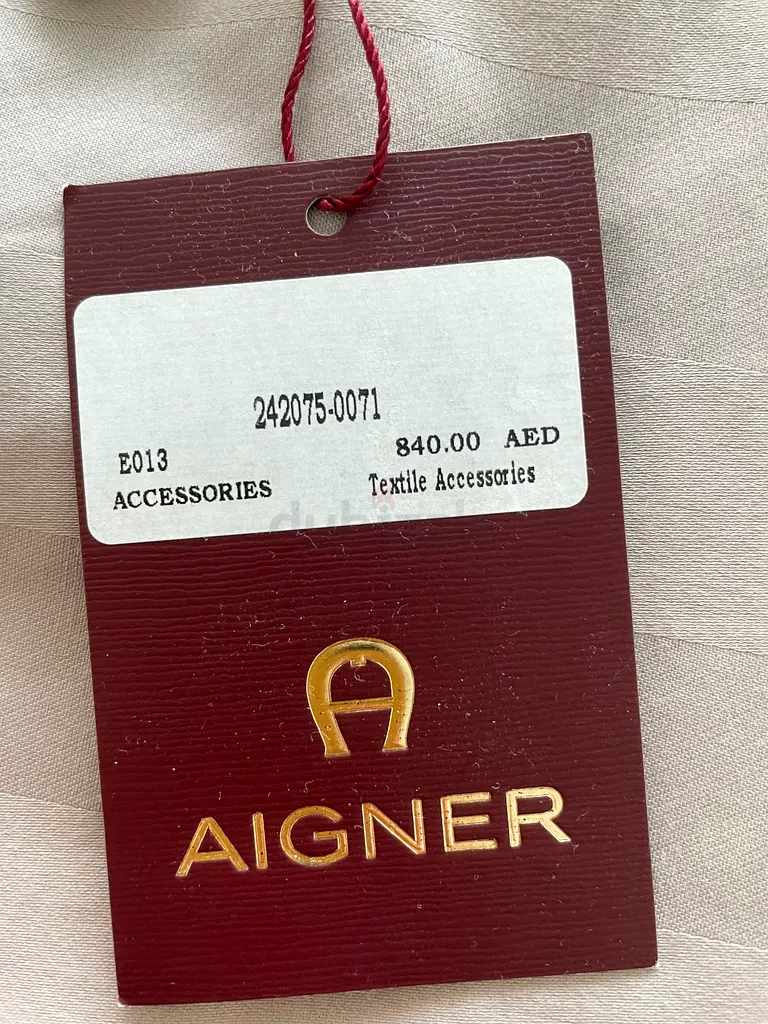 242075-0071
E013 840.00 AED
ACCESSORIES Textile Accessories
AIGNER